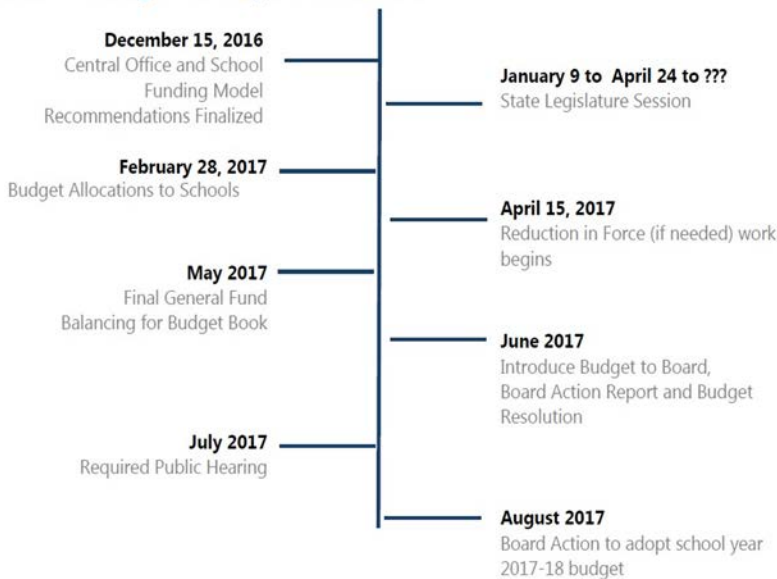 December 15, 2016
Central Office and School
Funding Model
Recommendations Finalized
January 9 to April 24 to ???
State Legislature Session
February 28, 2017
Budget Allocations to Schools
April 15, 2017
Reduction in Force (if needed) work
begins
May 2017
Final General Fund
Balancing for Budget Book
June 2017
Introduce Budget to Board,
Board Action Report and Budget
Resolution
July 2017
Required Public Hearing
August 2017
Board Action to adopt school year
2017-18 budget